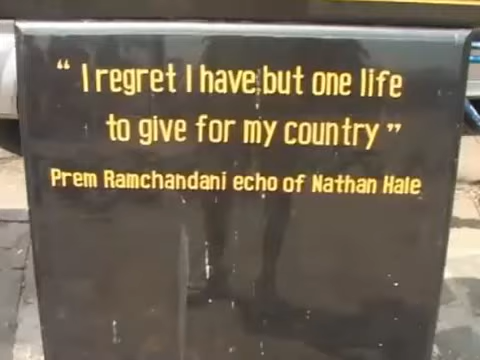 “ I regret I have but one life
to give for my country ”
Prem Ramchandani echo of Nathan Hale